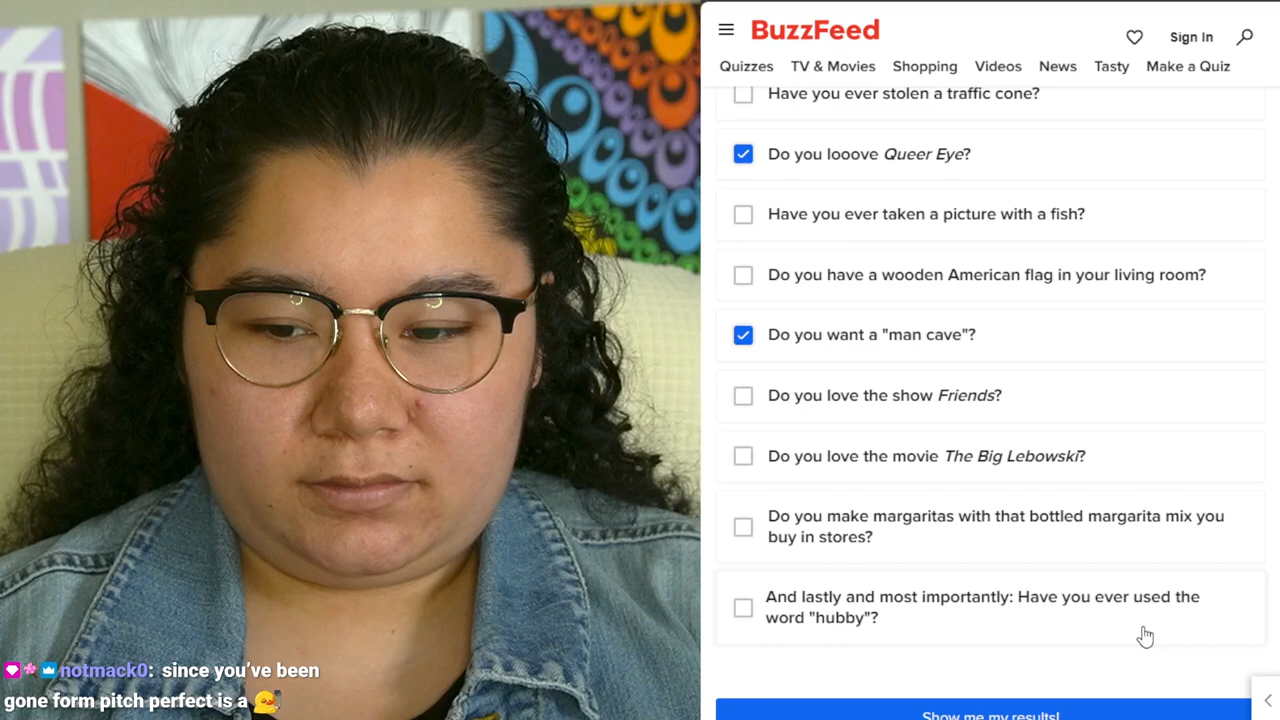 BuzzFeed
Sign In
Quizzes TV & Movies Shopping Videos News Tasty Make a Quiz
Have you ever stolen a traffic cone?
Do you looove Queer Eye?
Have you ever taken a picture with a fish?
Do you have a wooden American flag in your living room?
Do you want a "man cave"?
Do you love the show Friends?
Do you love the movie The Big Lebowski?
Do you make margaritas with that bottled margarita mix you
buy in stores?
And lastly and most importantly: Have you ever used the
word "hubby"?
Show me my results!
notmack0: since you've been
gone form pitch perfect is a